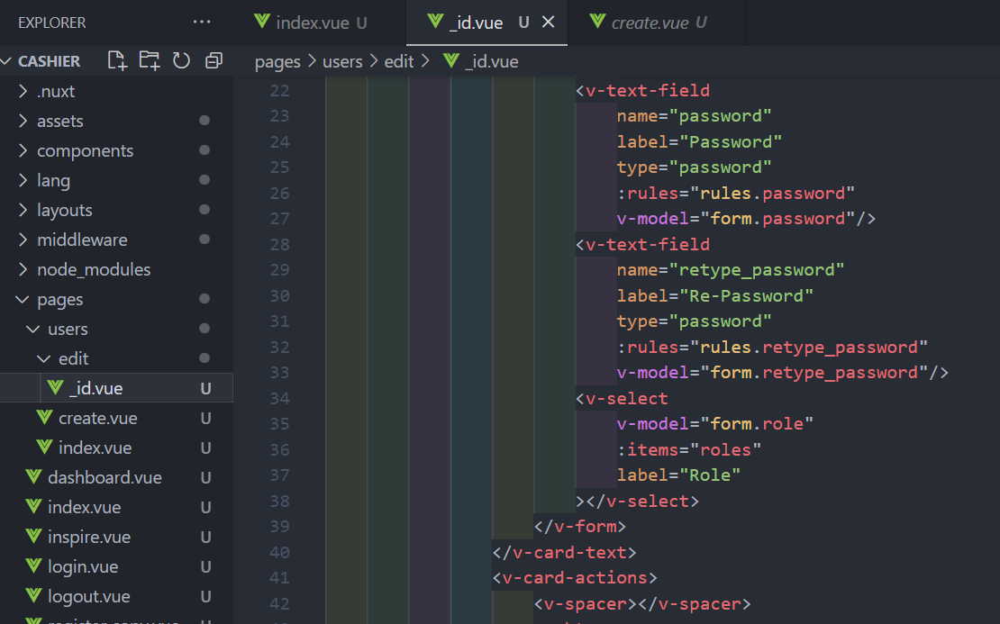 EXPLORER ...
index.vue U
_id.vue U
create.vue U
CASHIER
pages > users > edit > _id.vue
.nuxt
assets
components
lang
layouts
middleware
node_modules
pages
users
edit
_id.vue U
create.vue U
index.vue U
dashboard.vue U
index.vue U
inspire.vue U
login.vue U
logout.vue U
22 <v-text-field
23 name="password"
24 label="Password"
25 type="password"
26 :rules="rules.password"
27 v-model="form.password"/>
28 <v-text-field
29 name="retype_password"
30 label="Re-Password"
31 type="password"
32 :rules="rules.retype_password"
33 v-model="form.retype_password"/>
34 <v-select
35 v-model="form.role"
36 :items="roles"
37 label="Role"
38 ></v-select>
39 </v-form>
40 </v-card-text>
41 <v-card-actions>
42 <v-spacer></v-spacer>